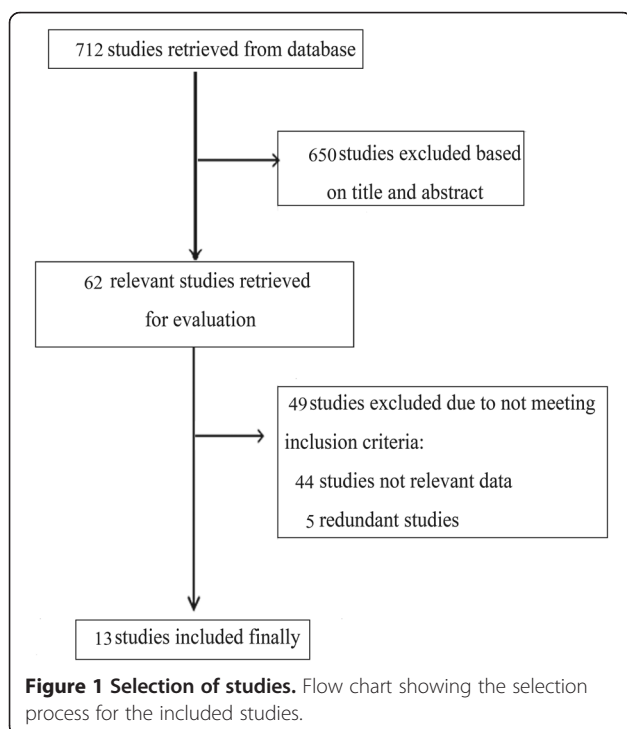 712 studies retrieved from database
650 studies excluded based
on title and abstract
62 relevant studies retrieved
for evaluation
49 studies excluded due to not meeting
inclusion criteria:
44 studies not relevant data
5 redundant studies
13 studies included finally
Figure 1 Selection of studies. Flow chart showing the selection
process for the included studies.